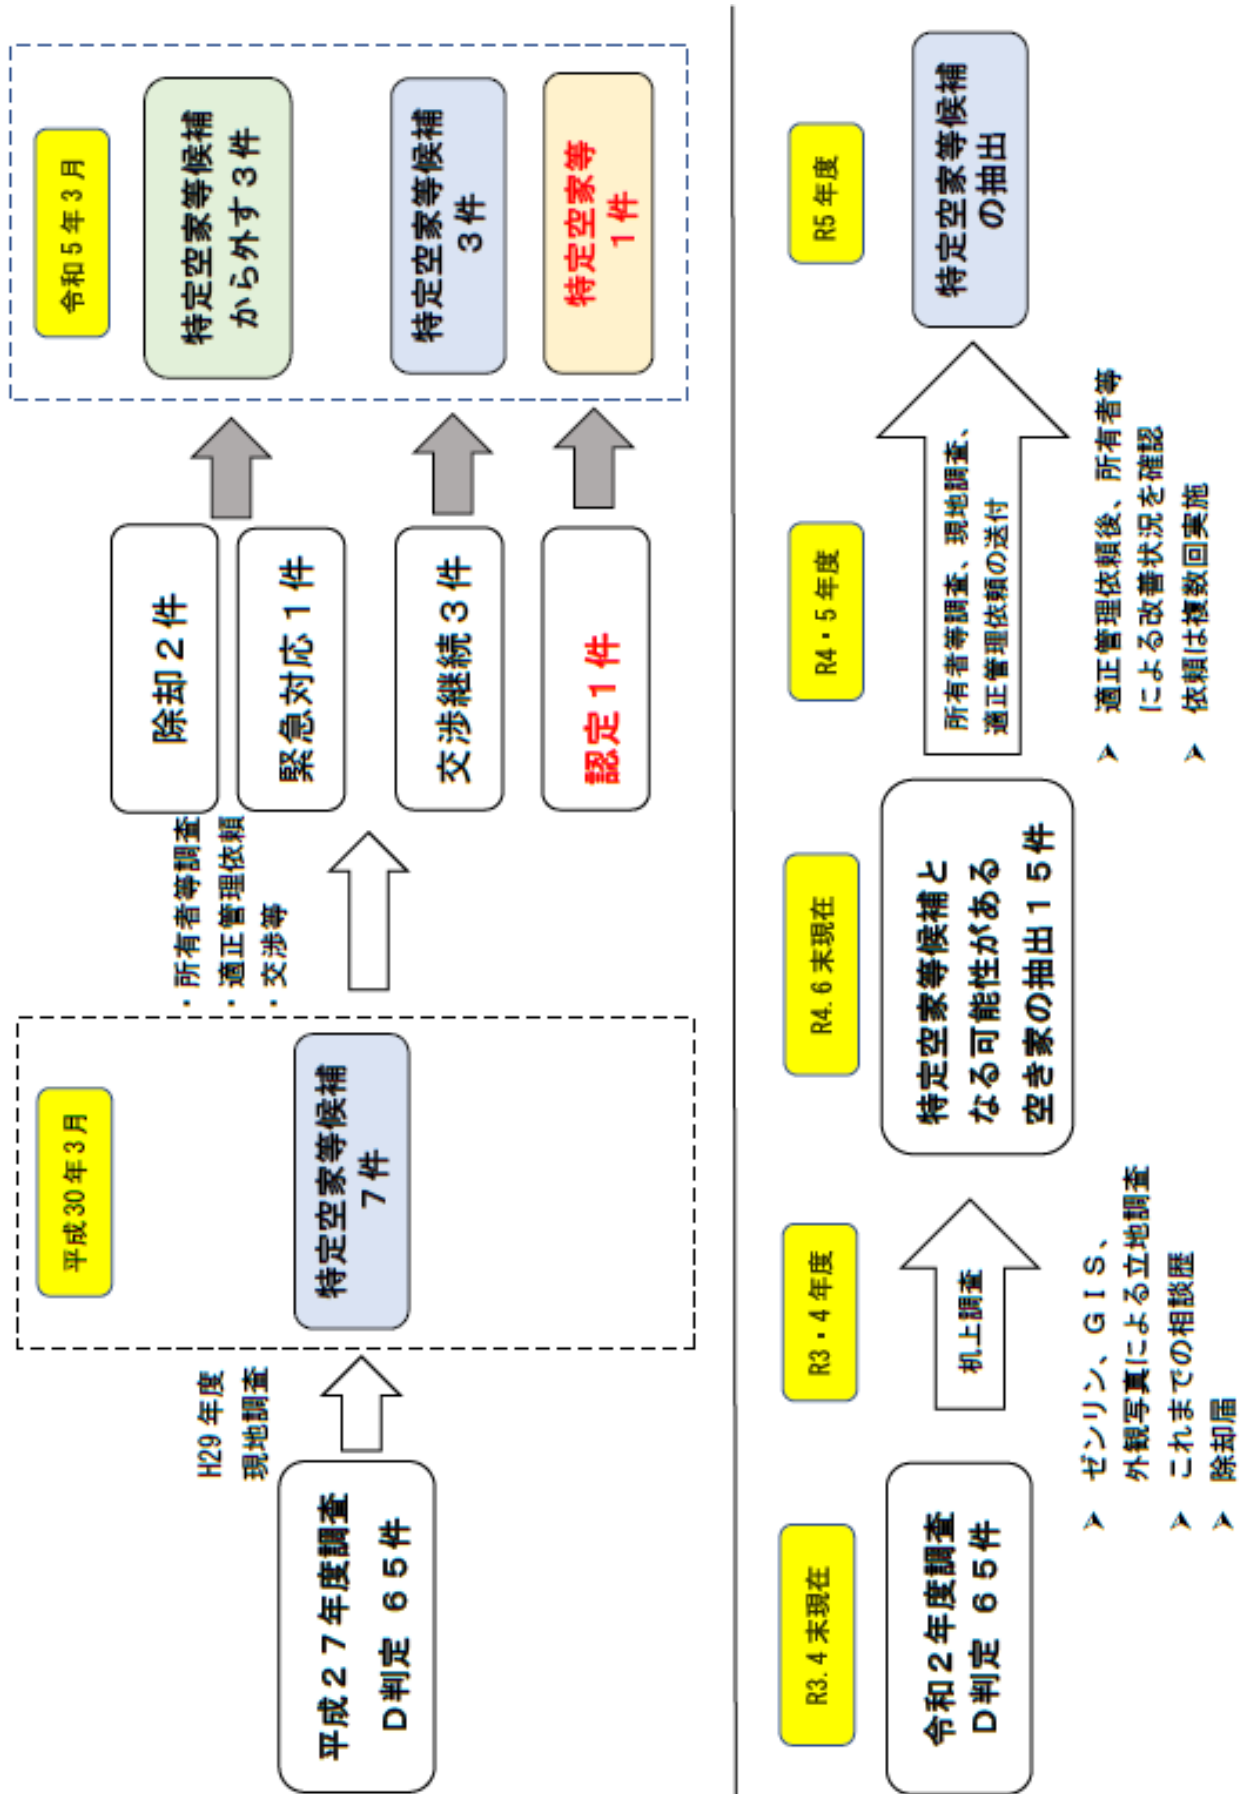 平成27年度調査
D判定 65件
H29年度
現地調査
平成30年3月
特定空家等候補
7件
・所有者等調査
・適正管理依頼
・交渉等
除却2件
緊急対応1件
交渉継続3件
認定1件
令和5年3月
特定空家等候補
から外す3件
特定空家等候補
3件
特定空家等
1件
R3.4末現在
令和2年度調査
D判定 65件
R3・4年度
机上調査
➤ ゼンリン、GIS、
外観写真による立地調査
➤ これまでの相談歴
➤ 除却届
R4.6末現在
特定空家等候補と
なる可能性がある
空き家の抽出15件
R4・5年度
所有者等調査、現地調査、
適正管理依頼の送付
➤ 適正管理依頼後、所有者等
による改善状況を確認
➤ 依頼は複数回実施
R5年度
特定空家等候補
の抽出